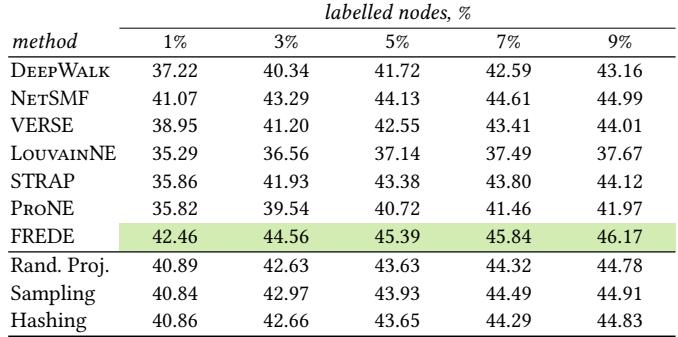 labelled nodes, %
method 1% 3% 5% 7% 9%
DEEPWALK 37.22 40.34 41.72 42.59 43.16
NETSMF 41.07 43.29 44.13 44.61 44.99
VERSE 38.95 41.20 42.55 43.41 44.01
LOUVAINNE 35.29 36.56 37.14 37.49 37.67
STRAP 35.86 41.93 43.38 43.80 44.12
PRONE 35.82 39.54 40.72 41.46 41.97
FREDE 42.46 44.56 45.39 45.84 46.17
Rand. Proj. 40.89 42.63 43.63 44.32 44.78
Sampling 40.84 42.97 43.93 44.49 44.91
Hashing 40.86 42.66 43.65 44.29 44.83